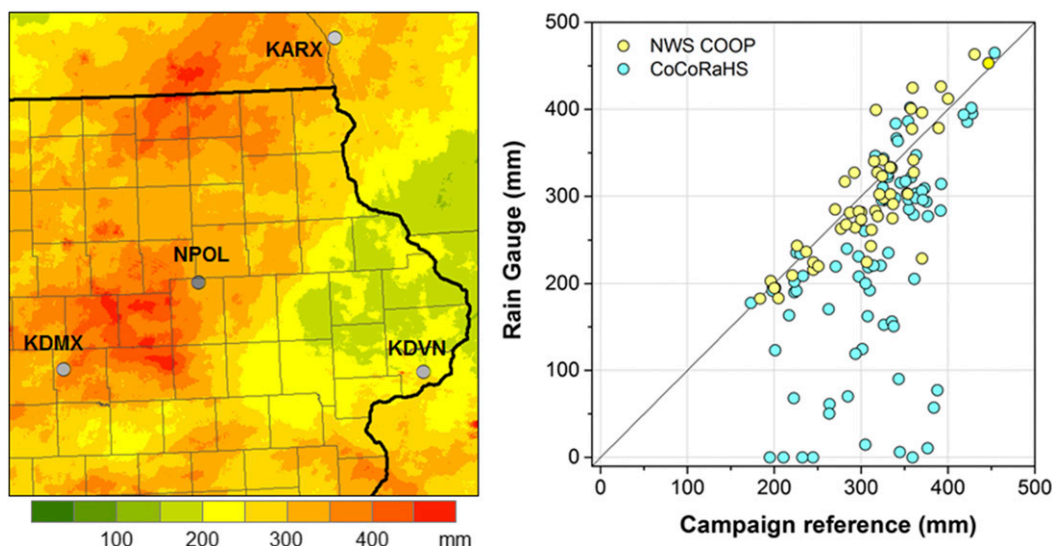 KARX
NPOL
KDMX
KDVN
100 200 300 400 mm
NWS COOP
CoCoRaHS
Rain Gauge (mm)
500
400
300
200
100
0
0 100 200 300 400 500
Campaign reference (mm)